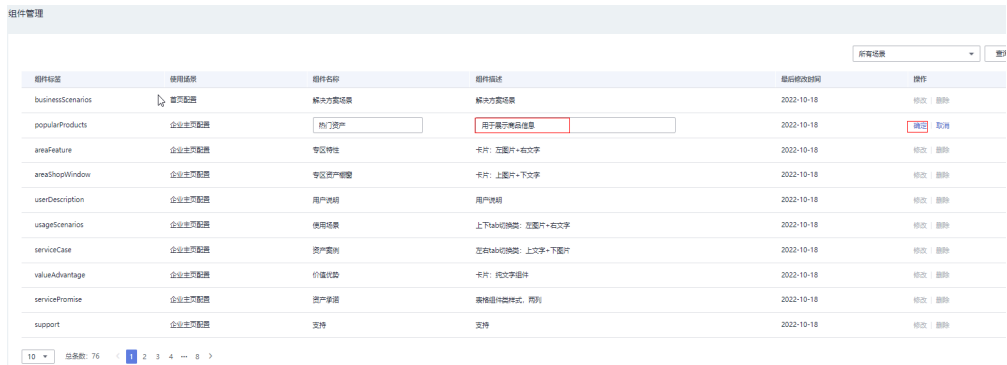 组件管理
所有场景
组件标签 使用场景 组件名称 组件描述 最后修改时间 操作
businessScenarios 首页配置 解决方案场景 解决方案场景 2022-10-18 修改 | 删除
popularProducts 企业主页配置 热门资产 用于展示商品信息 2022-10-18 确定 取消
areaFeature 企业主页配置 专区特性 卡片：左图片+右文字 2022-10-18 修改 | 删除
areaShopWindow 企业主页配置 专区资产橱窗 卡片：上图片+下文字 2022-10-18 修改 | 删除
userDescription 企业主页配置 用户说明 用户说明 2022-10-18 修改 | 删除
usageScenarios 企业主页配置 使用场景 上下tab切换类：左图片+右文字 2022-10-18 修改 | 删除
serviceCase 企业主页配置 资产案例 左右tab切换类：上文字+下图片 2022-10-18 修改 | 删除
valueAdvantage 企业主页配置 价值优势 卡片：纯文字组件 2022-10-18 修改 | 删除
servicePromise 企业主页配置 资产承诺 表格组件类样式，两列 2022-10-18 修改 | 删除
support 企业主页配置 支持 支持 2022-10-18 修改 | 删除
10 总条数：76 < 1 2 3 4 ··· 8 >